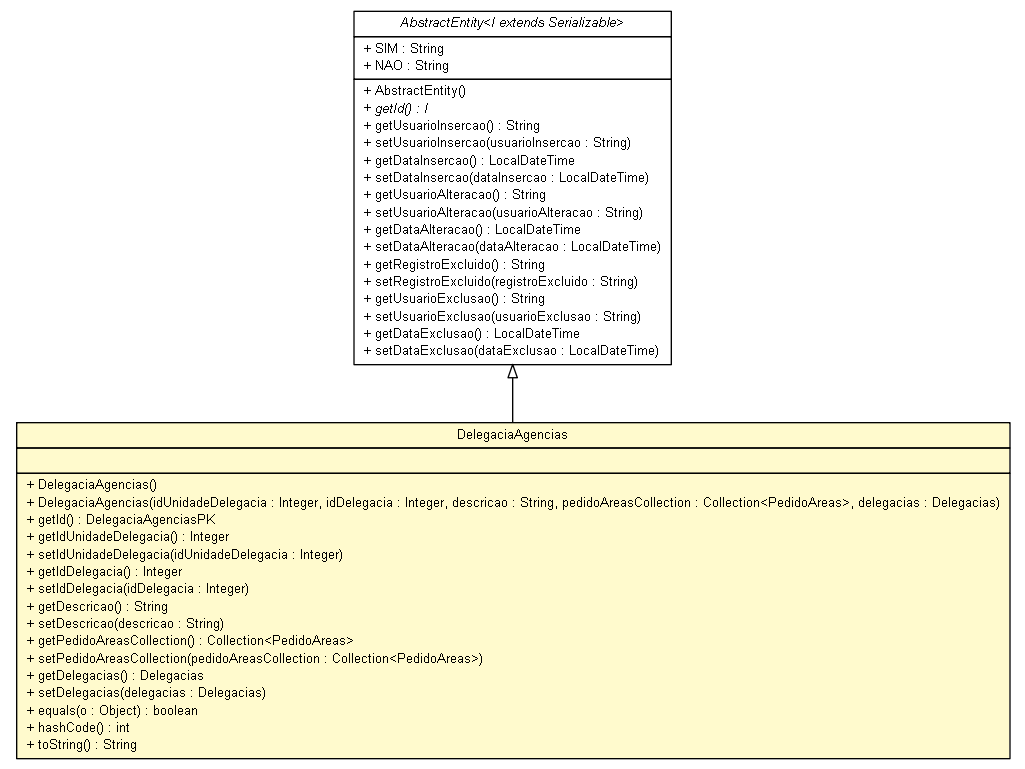 AbstractEntity<I extends Serializable>
+ SIM : String
+ NAO : String
+ AbstractEntity()
+ getId() : I
+ getUsuarioInsercao() : String
+ setUsuarioInsercao(usuarioInsercao : String)
+ getDataInsercao() : LocalDateTime
+ setDataInsercao(dataInsercao : LocalDateTime)
+ getUsuarioAlteracao() : String
+ setUsuarioAlteracao(usuarioAlteracao : String)
+ getDataAlteracao() : LocalDateTime
+ setDataAlteracao(dataAlteracao : LocalDateTime)
+ getRegistroExcluido() : String
+ setRegistroExcluido(registroExcluido : String)
+ getUsuarioExclusao() : String
+ setUsuarioExclusao(usuarioExclusao : String)
+ getDataExclusao() : LocalDateTime
+ setDataExclusao(dataExclusao : LocalDateTime)
DelegaciaAgencias
+ DelegaciaAgencias()
+ DelegaciaAgencias(idUnidadeDelegacia : Integer, idDelegacia : Integer, descricao : String, pedidoAreasCollection : Collection<PedidoAreas>, delegacias : Delegacias)
+ getId() : DelegaciaAgenciasPK
+ getIdUnidadeDelegacia() : Integer
+ setIdUnidadeDelegacia(idUnidadeDelegacia : Integer)
+ getIdDelegacia() : Integer
+ setIdDelegacia(idDelegacia : Integer)
+ getDescricao() : String
+ setDescricao(descricao : String)
+ getPedidoAreasCollection() : Collection<PedidoAreas>
+ setPedidoAreasCollection(pedidoAreasCollection : Collection<PedidoAreas>)
+ getDelegacias() : Delegacias
+ setDelegacias(delegacias : Delegacias)
+ equals(o : Object) : boolean
+ hashCode() : int
+ toString() : String